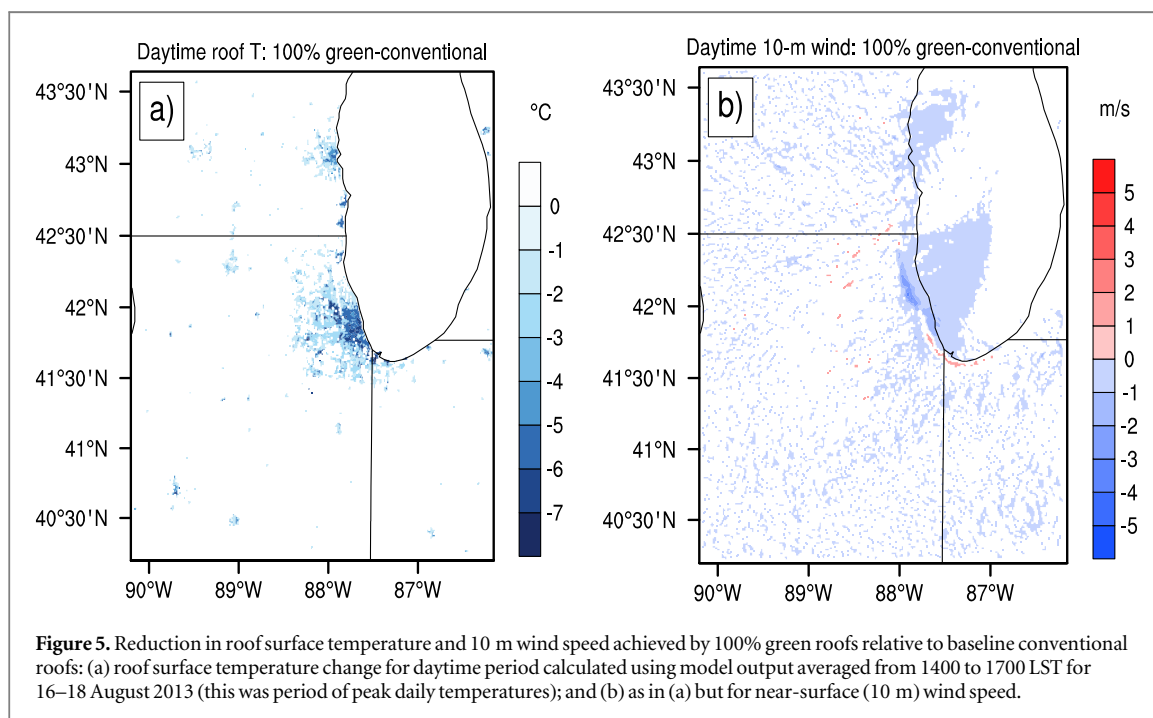 Daytime roof T: 100% green-conventional
a)
43°30'N
43°N
42°30'N
42°N
41°30'N
41°N
40°30'N
90°W 89°W 88°W 87°W
°C
0
-1
-2
-3
-4
-5
-6
-7
Daytime 10-m wind: 100% green-conventional
b)
43°30'N
43°N
42°30'N
42°N
41°30'N
41°N
40°30'N
90°W 89°W 88°W 87°W
m/s
5
4
3
2
1
0
-1
-2
-3
-4
-5
Figure 5. Reduction in roof surface temperature and 10 m wind speed achieved by 100% green roofs relative to baseline conventional
roofs: (a) roof surface temperature change for daytime period calculated using model output averaged from 1400 to 1700 LST for
16–18 August 2013 (this was period of peak daily temperatures); and (b) as in (a) but for near-surface (10 m) wind speed.